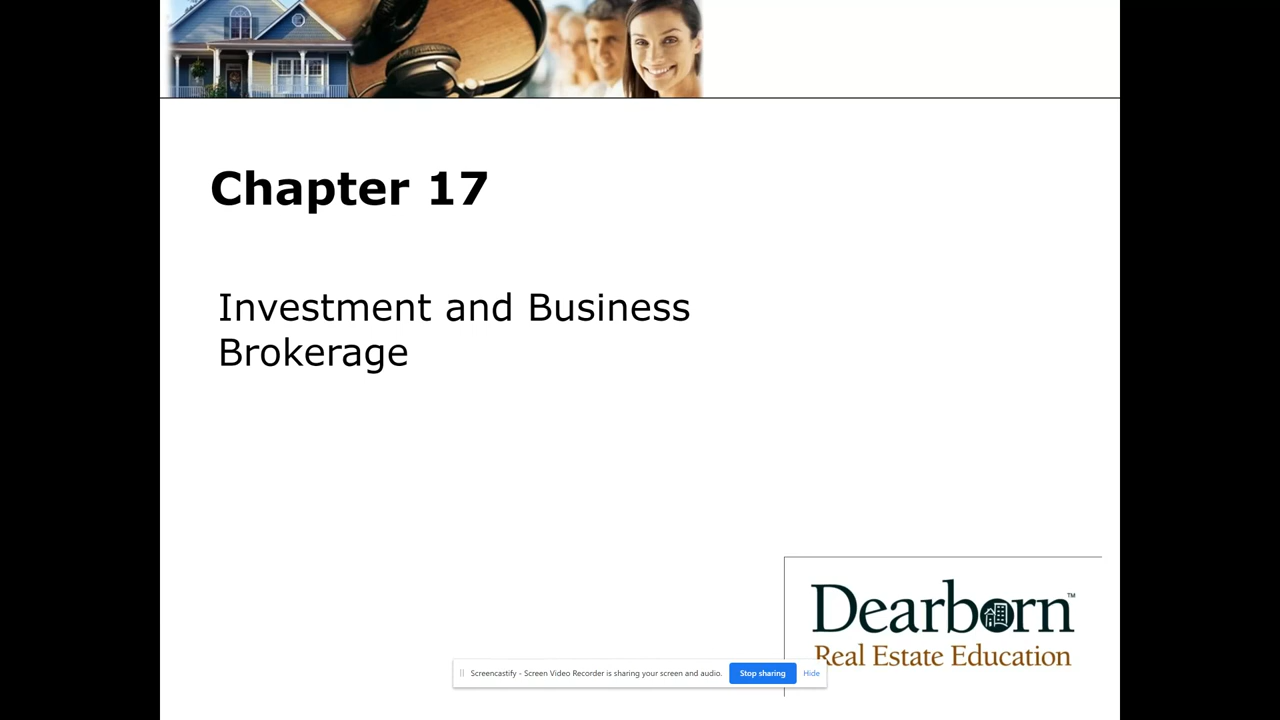 Chapter 17
Investment and Business
Brokerage
Dearborn™
Real Estate Education
Screencastify - Screen Video Recorder is sharing your screen and audio. Stop sharing Hide